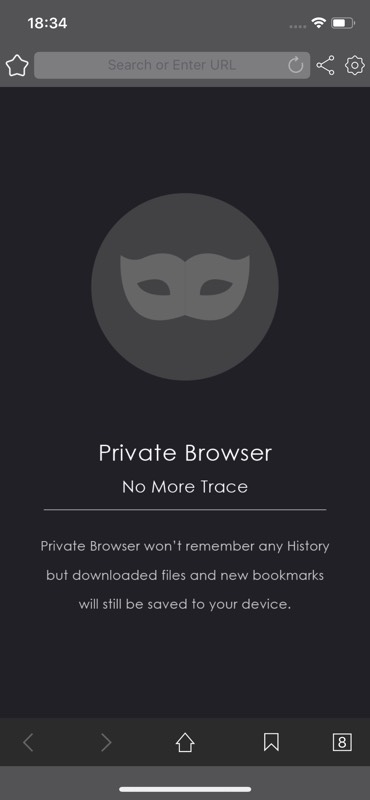 18:34
Search or Enter URL
Private Browser
No More Trace
Private Browser won't remember any History
but downloaded files and new bookmarks
will still be saved to your device.
8